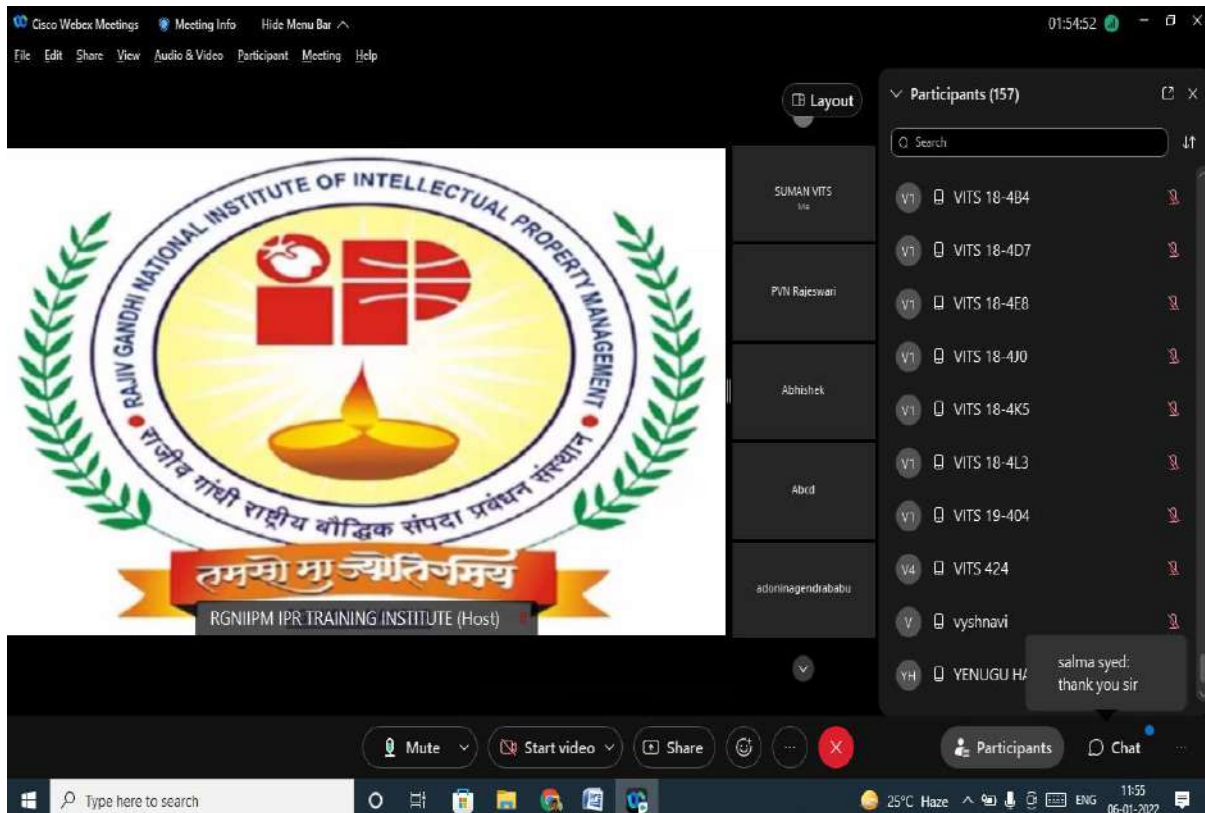 Cisco Webex Meetings Meeting Info Hide Menu Bar 01:54:52
File Edit Share View Audio & Video Participant Meeting Help
Layout
RAJIV GANDHI NATIONAL INSTITUTE OF INTELLECTUAL PROPERTY MANAGEMENT
iP
राजीव गांधी राष्ट्रीय बौद्धिक संपदा प्रबंधन संस्थान
तमसो मा ज्योतिर्गमय
RGNIIPM IPR TRAINING INSTITUTE (Host)
SUMAN VITS
Me
PVN Rajeswari
Abhishek
Abcd
adoninagendrababu
Participants (157)
Search
V1 VITS 18-4B4
V1 VITS 18-4D7
V1 VITS 18-4E8
V1 VITS 18-4J0
V1 VITS 18-4K5
V1 VITS 18-4L3
V1 VITS 19-404
V4 VITS 424
V vyshnavi
YH YENUGU
salma syed:
thank you sir
Mute Start video Share Participants Chat
Type here to search 25°C Haze ENG 11:55
06-01-2022